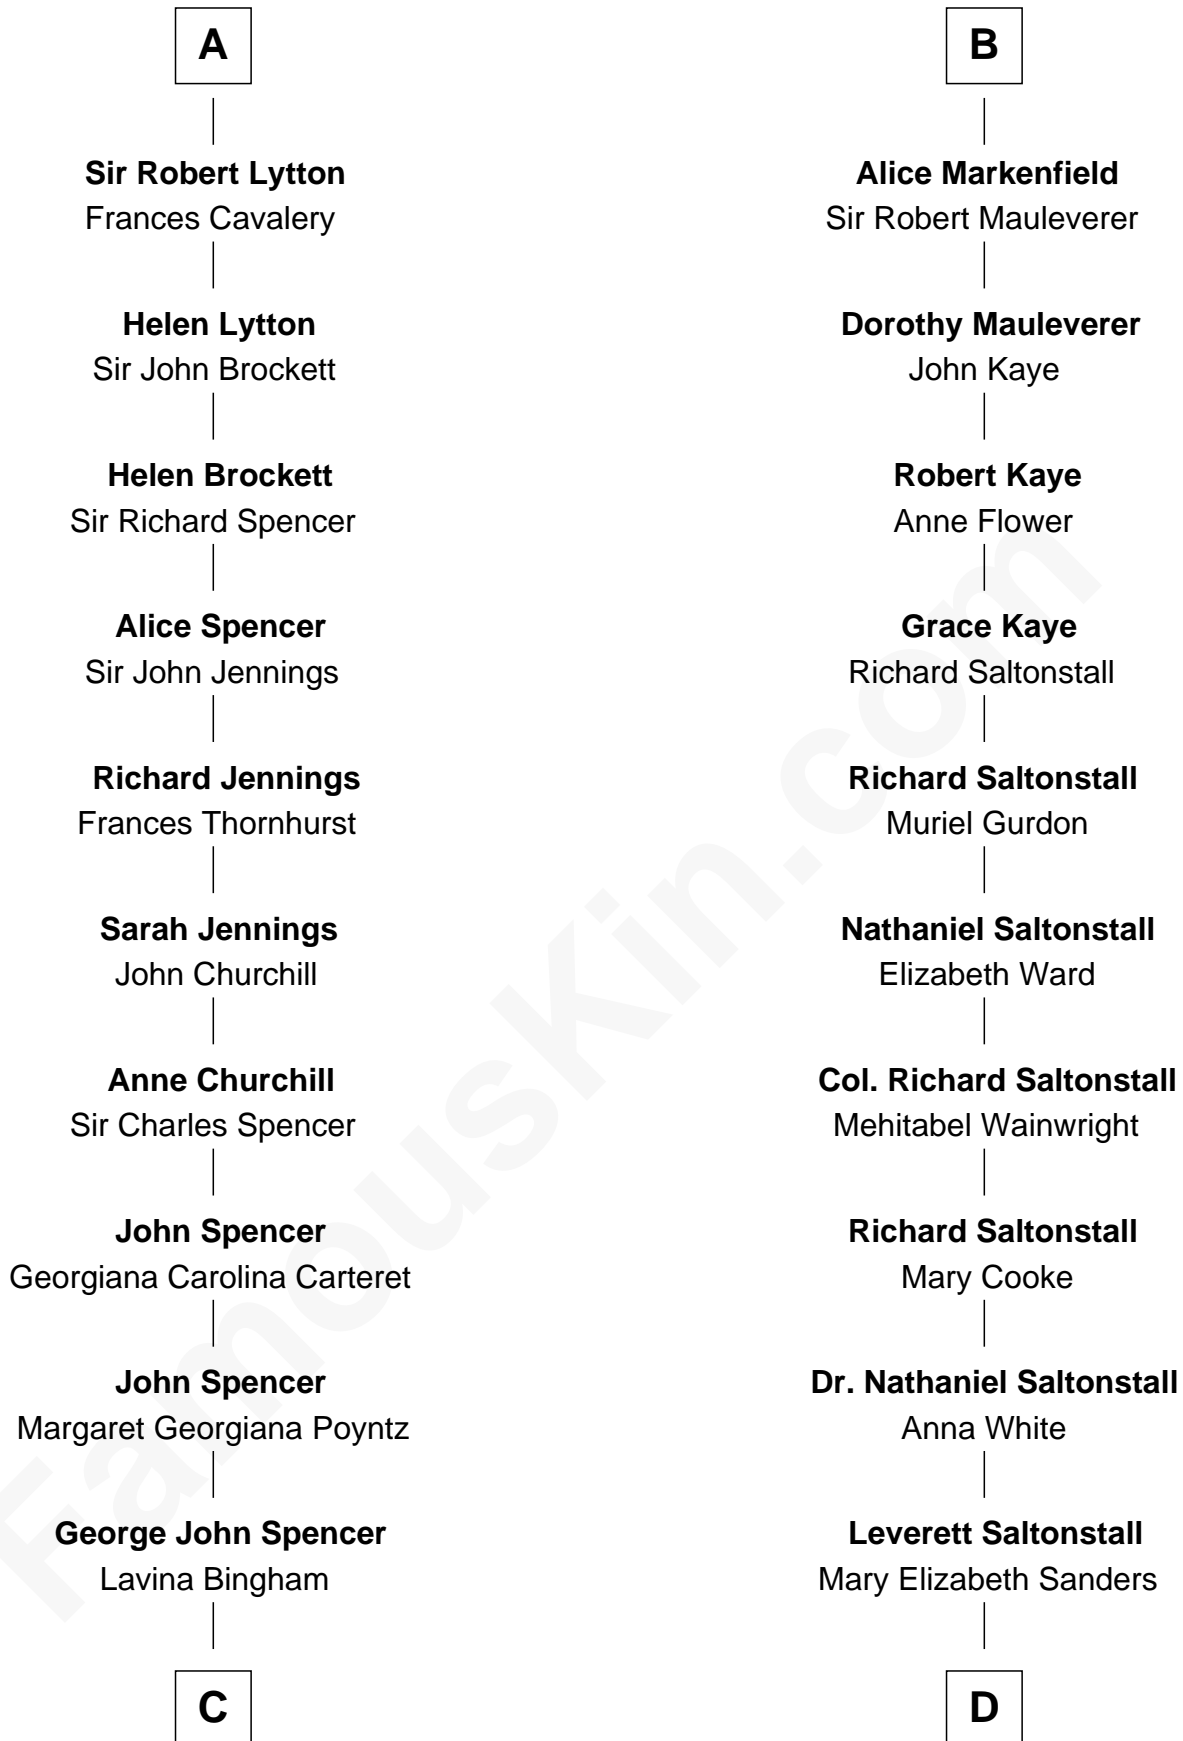 A
Sir Robert Lytton
Frances Cavalery
Helen Lytton
Sir John Brockett
Helen Brockett
Sir Richard Spencer
Alice Spencer
Sir John Jennings
Richard Jennings
Frances Thornhurst
Sarah Jennings
John Churchill
Anne Churchill
Sir Charles Spencer
John Spencer
Georgiana Carolina Carteret
John Spencer
Margaret Georgiana Poyntz
George John Spencer
Lavina Bingham
C
B
Alice Markenfield
Sir Robert Mauleverer
Dorothy Mauleverer
John Kaye
Robert Kaye
Anne Flower
Grace Kaye
Richard Saltonstall
Richard Saltonstall
Muriel Gurdon
Nathaniel Saltonstall
Elizabeth Ward
Col. Richard Saltonstall
Mehitabel Wainwright
Richard Saltonstall
Mary Cooke
Dr. Nathaniel Saltonstall
Anna White
Leverett Saltonstall
Mary Elizabeth Sanders
D
FamousKin.com